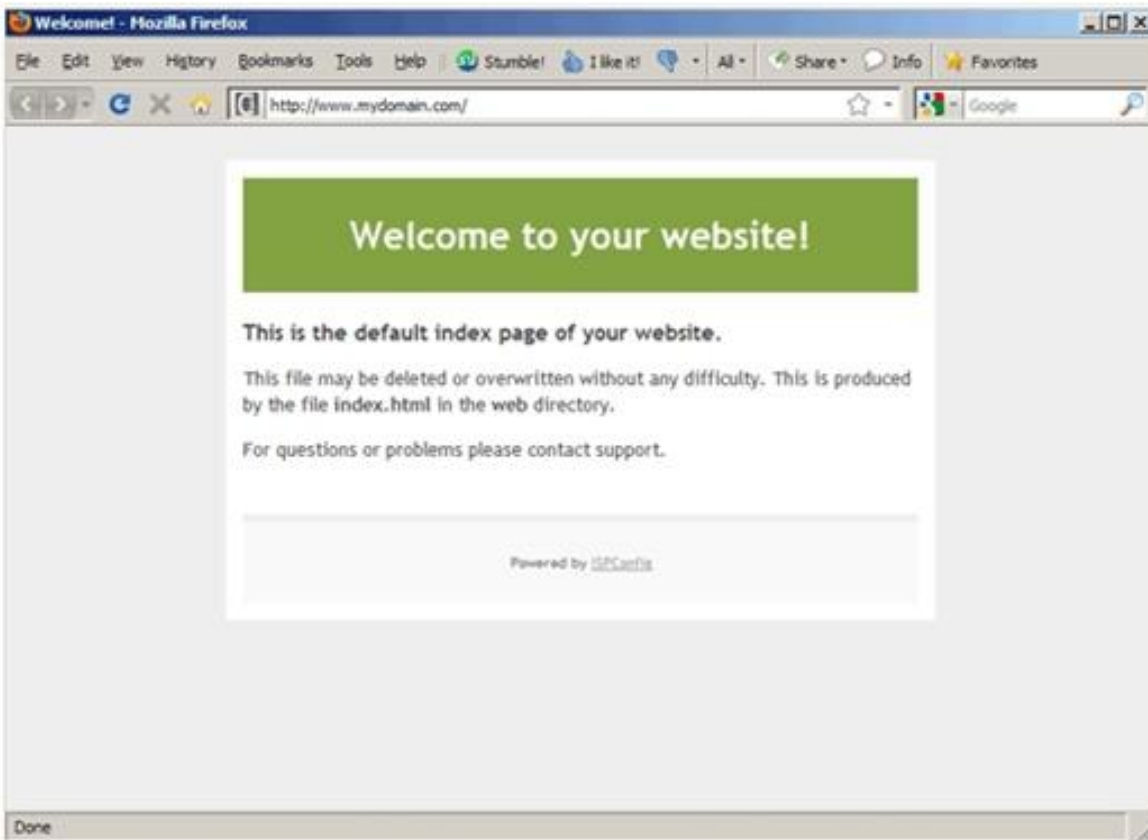 Welcome! - Mozilla Firefox
File Edit View History Bookmarks Tools Help Stumble! I like it! All Share Info Favorites
http://www.mydomain.com/ Google
Welcome to your website!
This is the default index page of your website.
This file may be deleted or overwritten without any difficulty. This is produced
by the file index.html in the web directory.
For questions or problems please contact support.
Powered by ISPConfig
Done